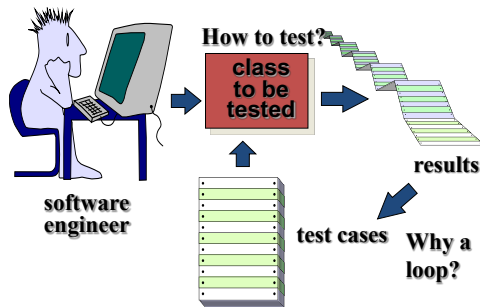 How to test?
class
to be
tested
results
software
engineer
test cases
Why a
loop?